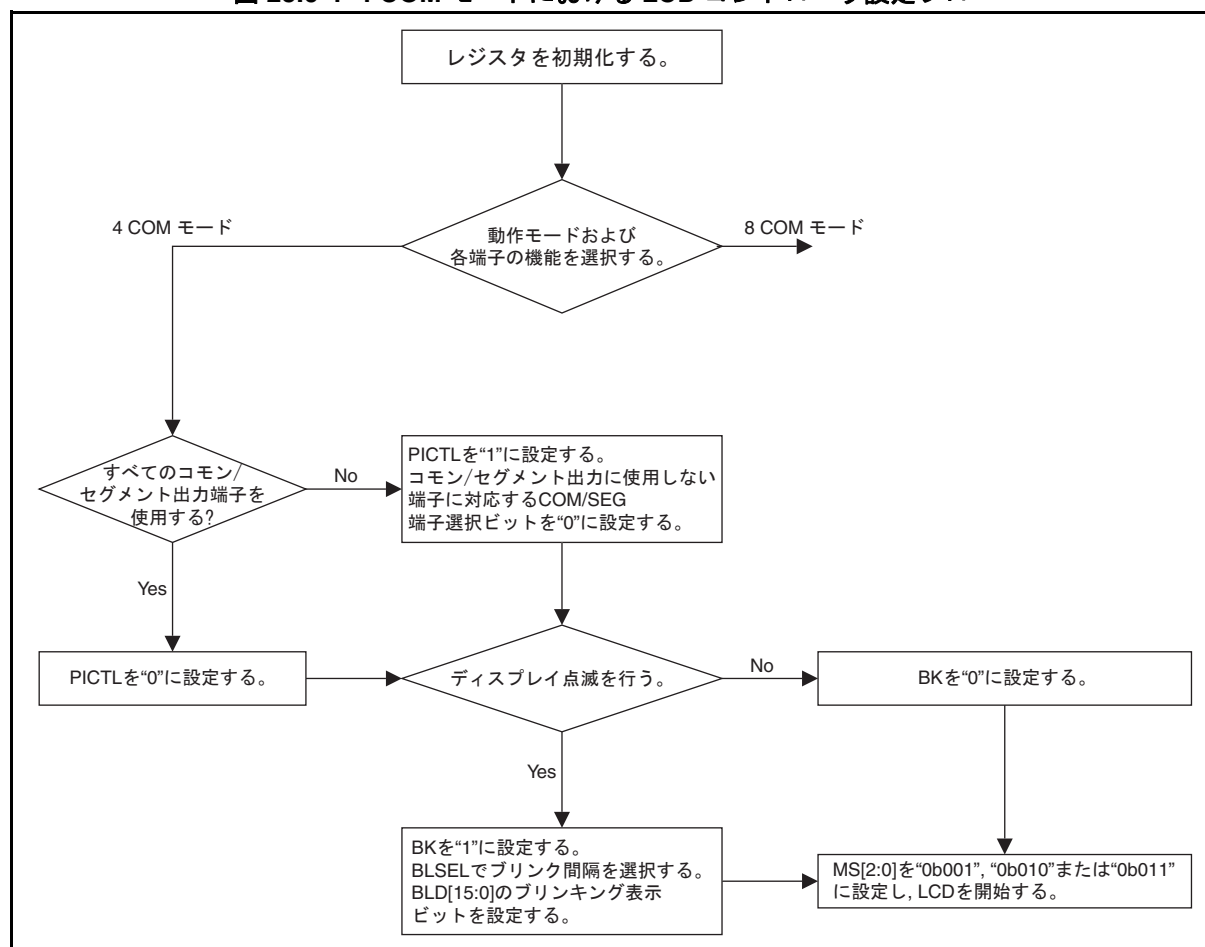 レジスタを初期化する。
4 COM モード
動作モードおよび
各端子の機能を選択する。
8 COM モード
すべてのコモン/
セグメント出力端子を
使用する?
No
PICTLを“1”に設定する。
コモン/セグメント出力に使用しない
端子に対応するCOM/SEG
端子選択ビットを“0”に設定する。
Yes
PICTLを“0”に設定する。
ディスプレイ点滅を行う。
No
BKを“0”に設定する。
Yes
BKを“1”に設定する。
BLSELでブリンク間隔を選択する。
BLD[15:0]のブリンキング表示
ビットを設定する。
MS[2:0]を“0b001”, “0b010”または“0b011”
に設定し, LCDを開始する。